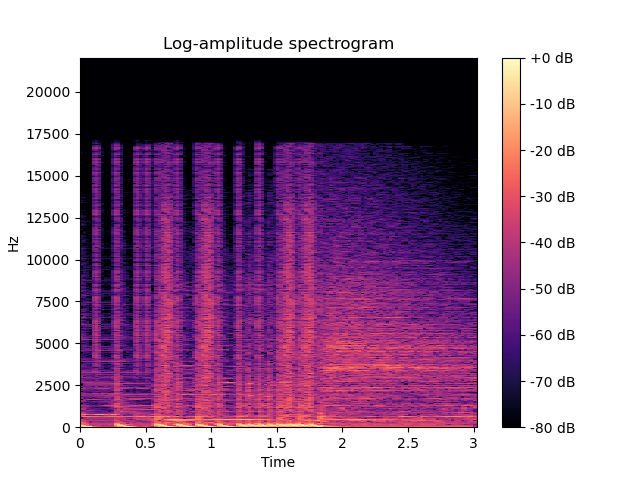 Log-amplitude spectrogram
Hz
20000
17500
15000
12500
10000
7500
5000
2500
0
0 0.5 1 1.5 2 2.5 3
Time
+0 dB
-10 dB
-20 dB
-30 dB
-40 dB
-50 dB
-60 dB
-70 dB
-80 dB